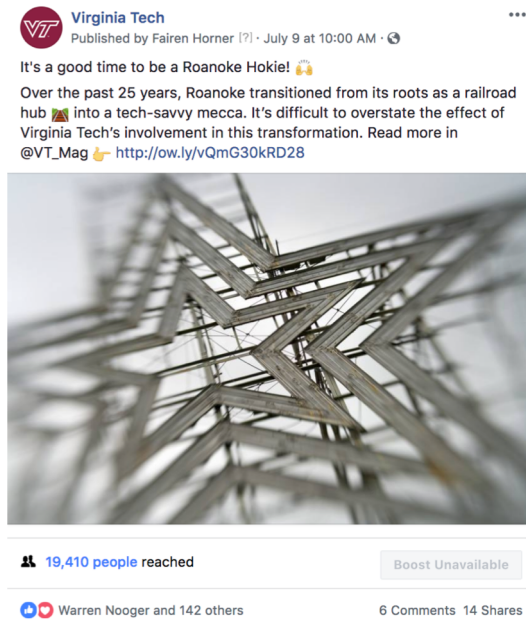 VT
Virginia Tech
Published by Fairen Horner [?] · July 9 at 10:00 AM ·
It's a good time to be a Roanoke Hokie! 🙌
Over the past 25 years, Roanoke transitioned from its roots as a railroad
hub 🛤️ into a tech-savvy mecca. It's difficult to overstate the effect of
Virginia Tech's involvement in this transformation. Read more in
@VT_Mag 👉 http://ow.ly/vQmG30kRD28
19,410 people reached
Boost Unavailable
Warren Nooger and 142 others
6 Comments 14 Shares